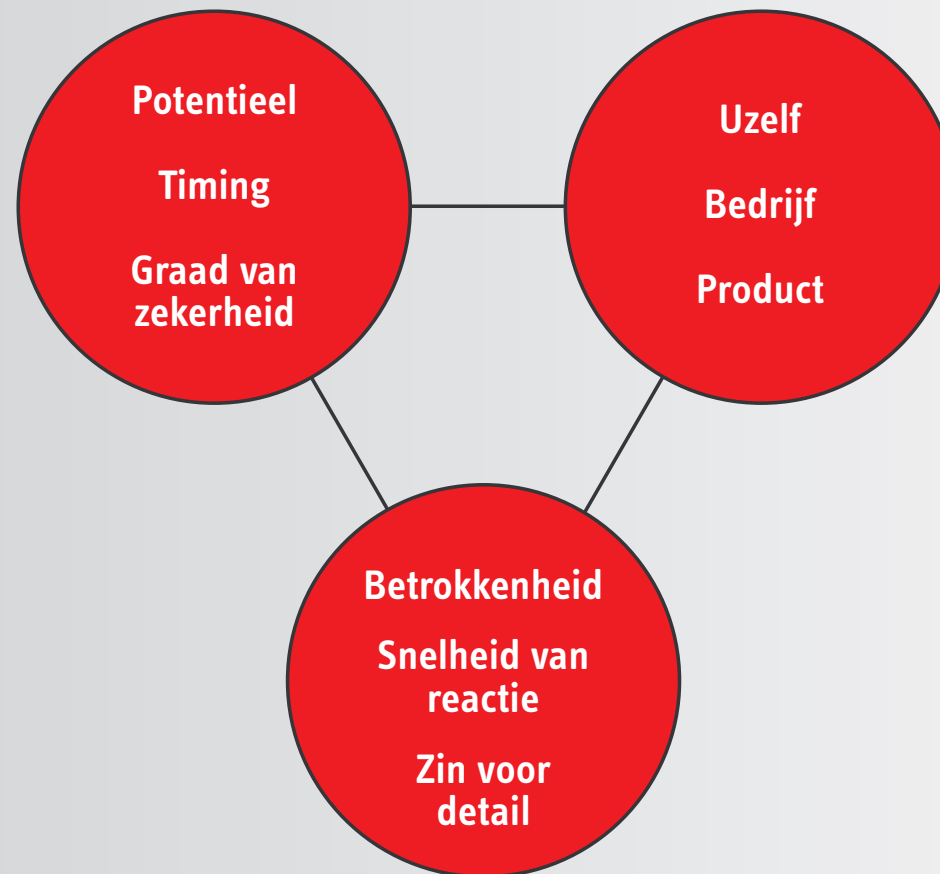 Potentieel
Timing
Graad van
zekerheid
Uzelf
Bedrijf
Product
Betrokkenheid
Snelheid van
reactie
Zin voor
detail